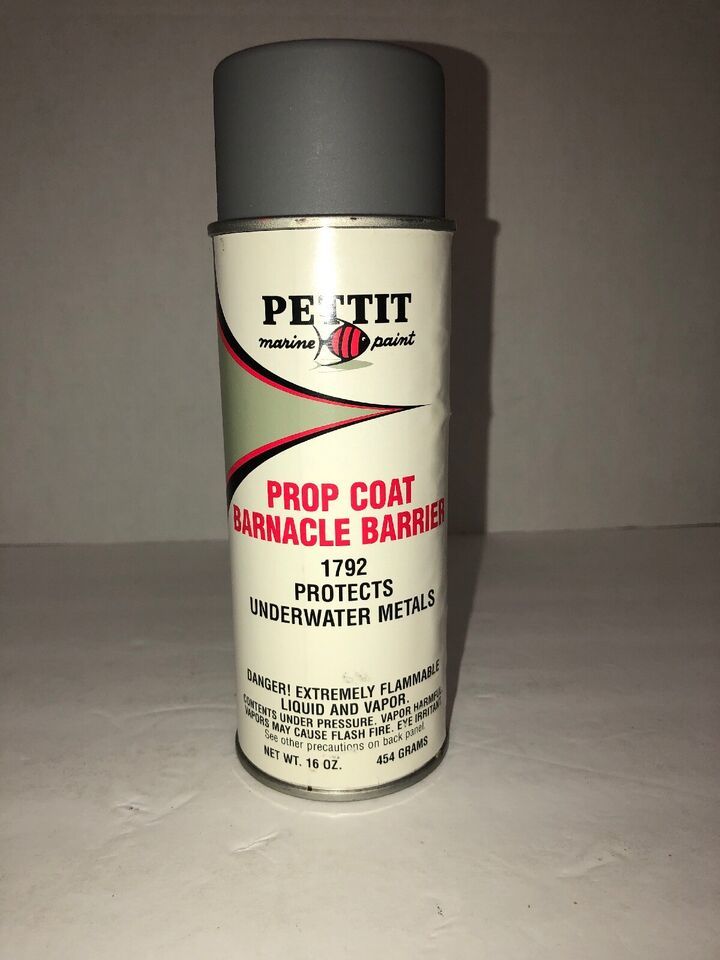 PETTIT
marine paint
PROP COAT
BARNACLE BARRIER
1792
PROTECTS
UNDERWATER METALS
DANGER! EXTREMELY FLAMMABLE
LIQUID AND VAPOR.
CONTENTS UNDER PRESSURE. VAPOR HARMFUL.
VAPORS MAY CAUSE FLASH FIRE. EYE IRRITANT.
See other precautions on back panel.
NET WT. 16 OZ. 454 GRAMS